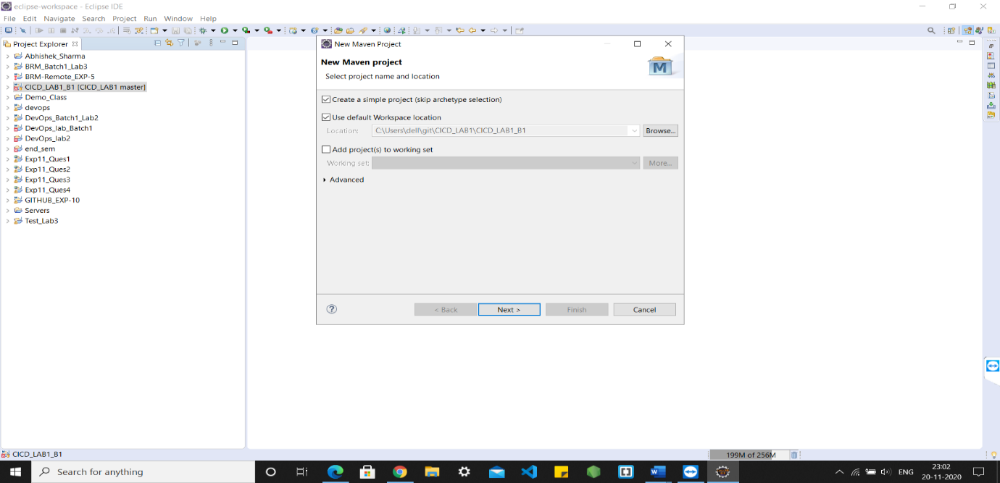 eclipse-workspace - Eclipse IDE
File Edit Navigate Search Project Run Window Help
Project Explorer
Abhishek_Sharma
BRM_Batch1_Lab3
BRM-Remote_EXP-5
CICD_LAB1_B1 [CICD_LAB1 master]
Demo_Class
devops
DevOps_Batch1_Lab2
DevOps_lab_Batch1
DevOps_lab2
end_sem
Exp11_Ques1
Exp11_Ques2
Exp11_Ques3
Exp11_Ques4
GITHUB_EXP-10
Servers
Test_Lab3
New Maven Project
New Maven project
Select project name and location
M
Create a simple project (skip archetype selection)
Use default Workspace location
Location: C:\Users\dell\git\CICD_LAB1\CICD_LAB1_B1 Browse...
Add project(s) to working set
Working set: More...
Advanced
? < Back Next > Finish Cancel
CICD_LAB1_B1 199M of 256M
Search for anything
ENG
23:02
20-11-2020